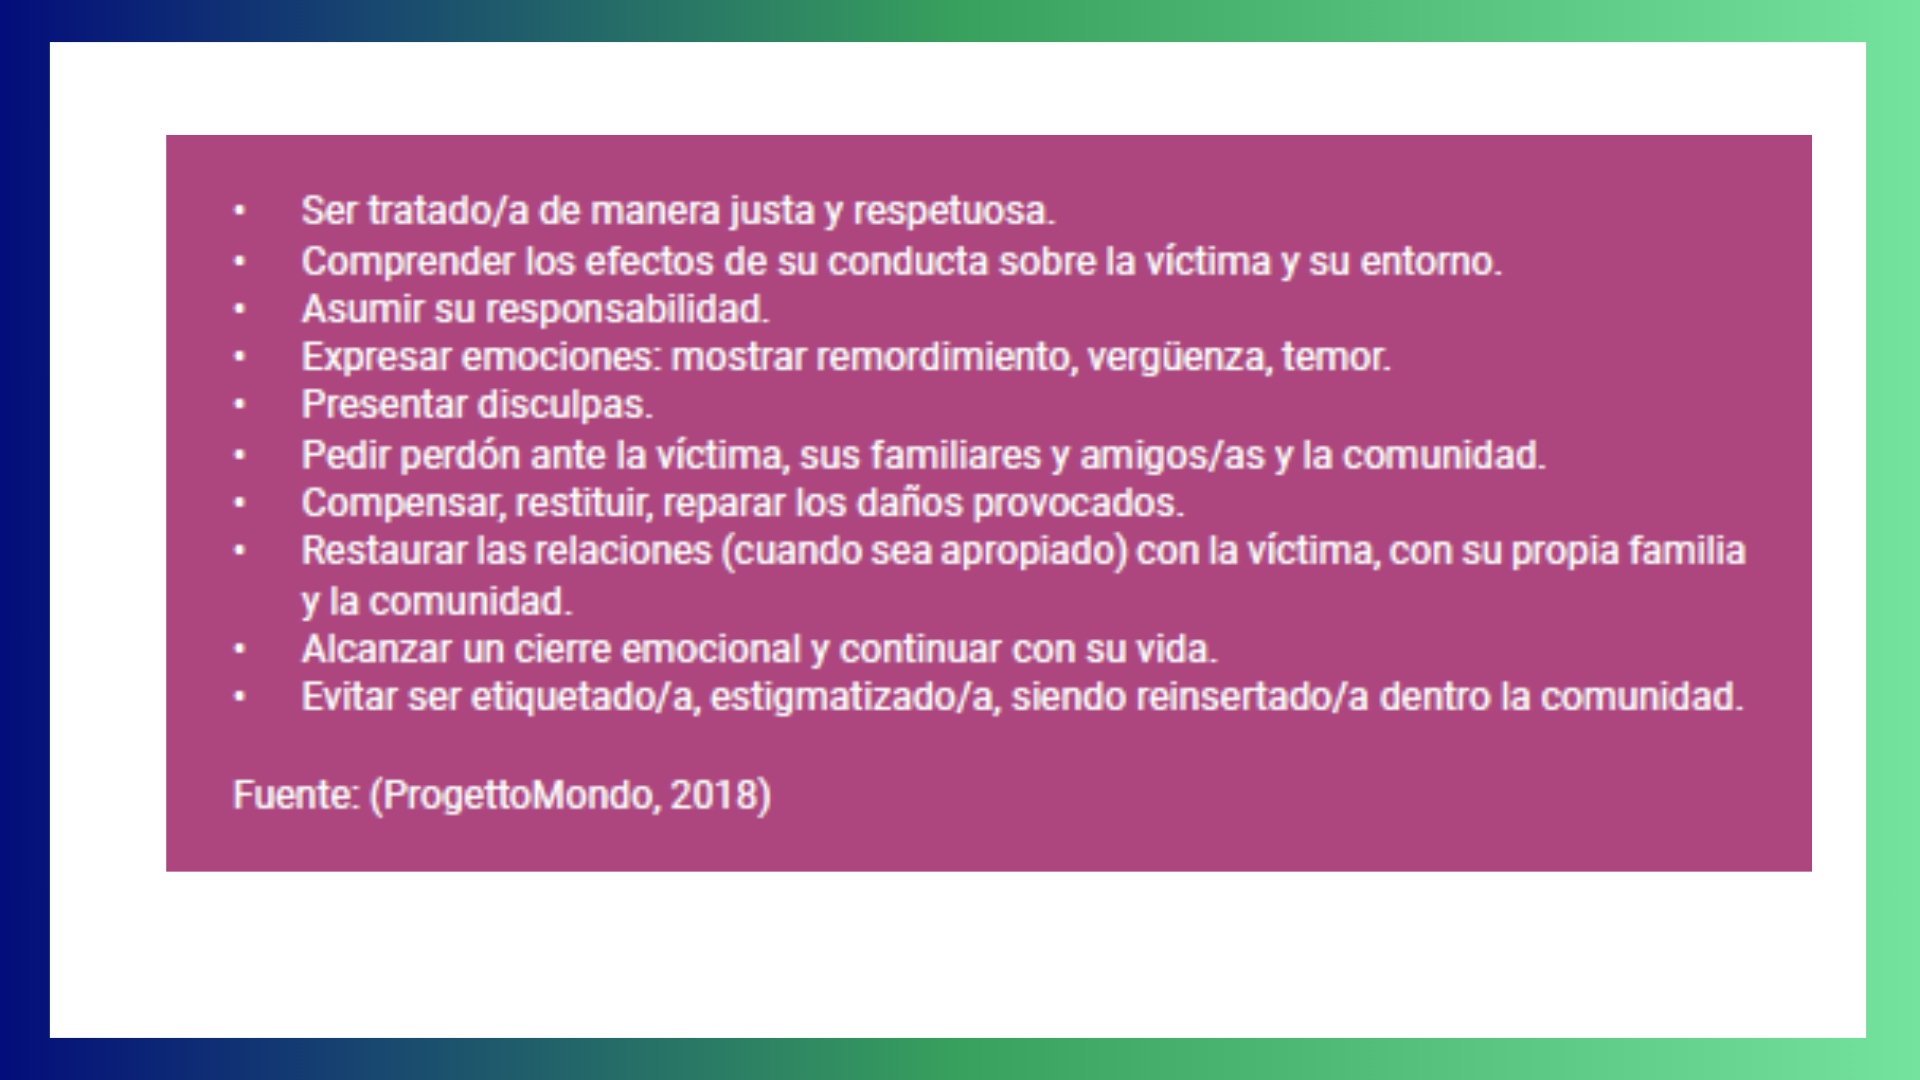 • Ser tratado/a de manera justa y respetuosa.
• Comprender los efectos de su conducta sobre la víctima y su entorno.
• Asumir su responsabilidad.
• Expresar emociones: mostrar remordimiento, vergüenza, temor.
• Presentar disculpas.
• Pedir perdón ante la víctima, sus familiares y amigos/as y la comunidad.
• Compensar, restituir, reparar los daños provocados.
• Restaurar las relaciones (cuando sea apropiado) con la víctima, con su propia familia
y la comunidad.
• Alcanzar un cierre emocional y continuar con su vida.
• Evitar ser etiquetado/a, estigmatizado/a, siendo reinsertado/a dentro la comunidad.
Fuente: (ProgettoMondo, 2018)